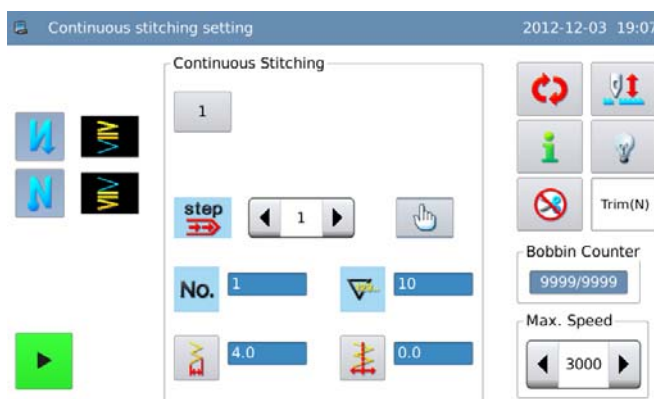 Continuous stitching setting
2012-12-03 19:07
Continuous Stitching
1
step
1
Trim(N)
No.
1
10
4.0
0.0
Bobbin Counter
9999/9999
Max. Speed
3000